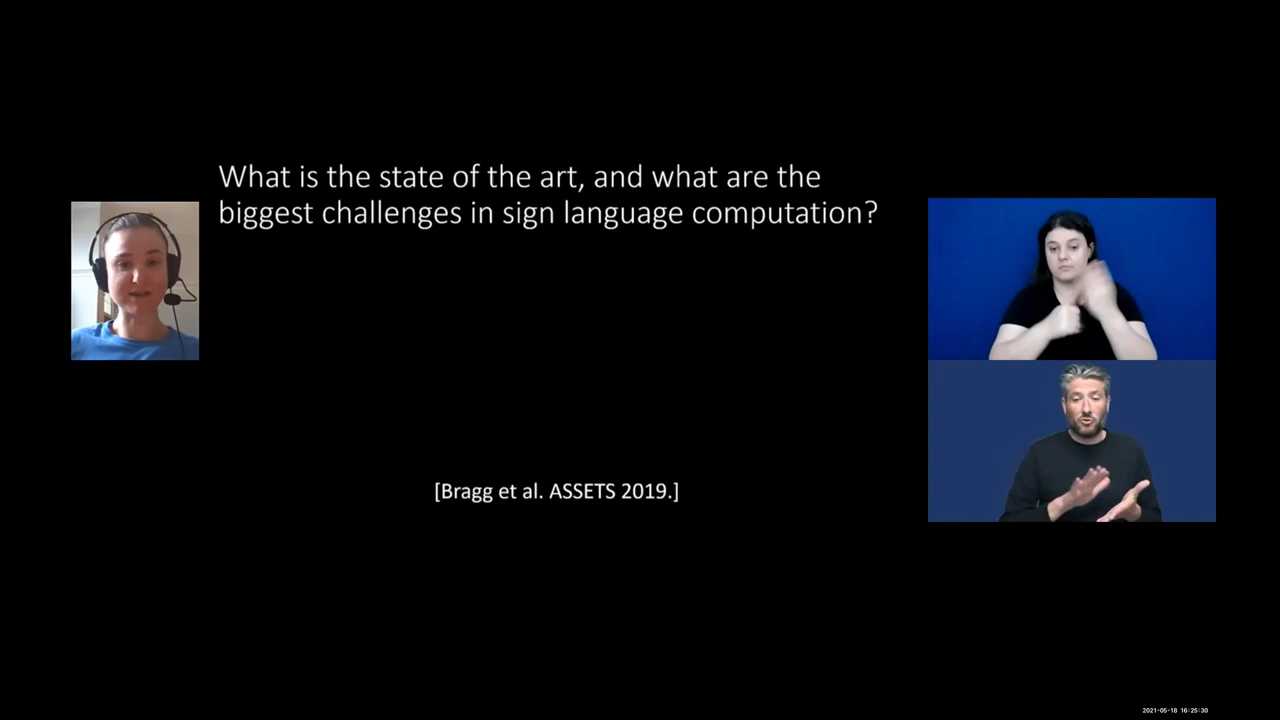 What is the state of the art, and what are the
biggest challenges in sign language computation?
[Bragg et al. ASSETS 2019.]
2021-05-18 16:25:30